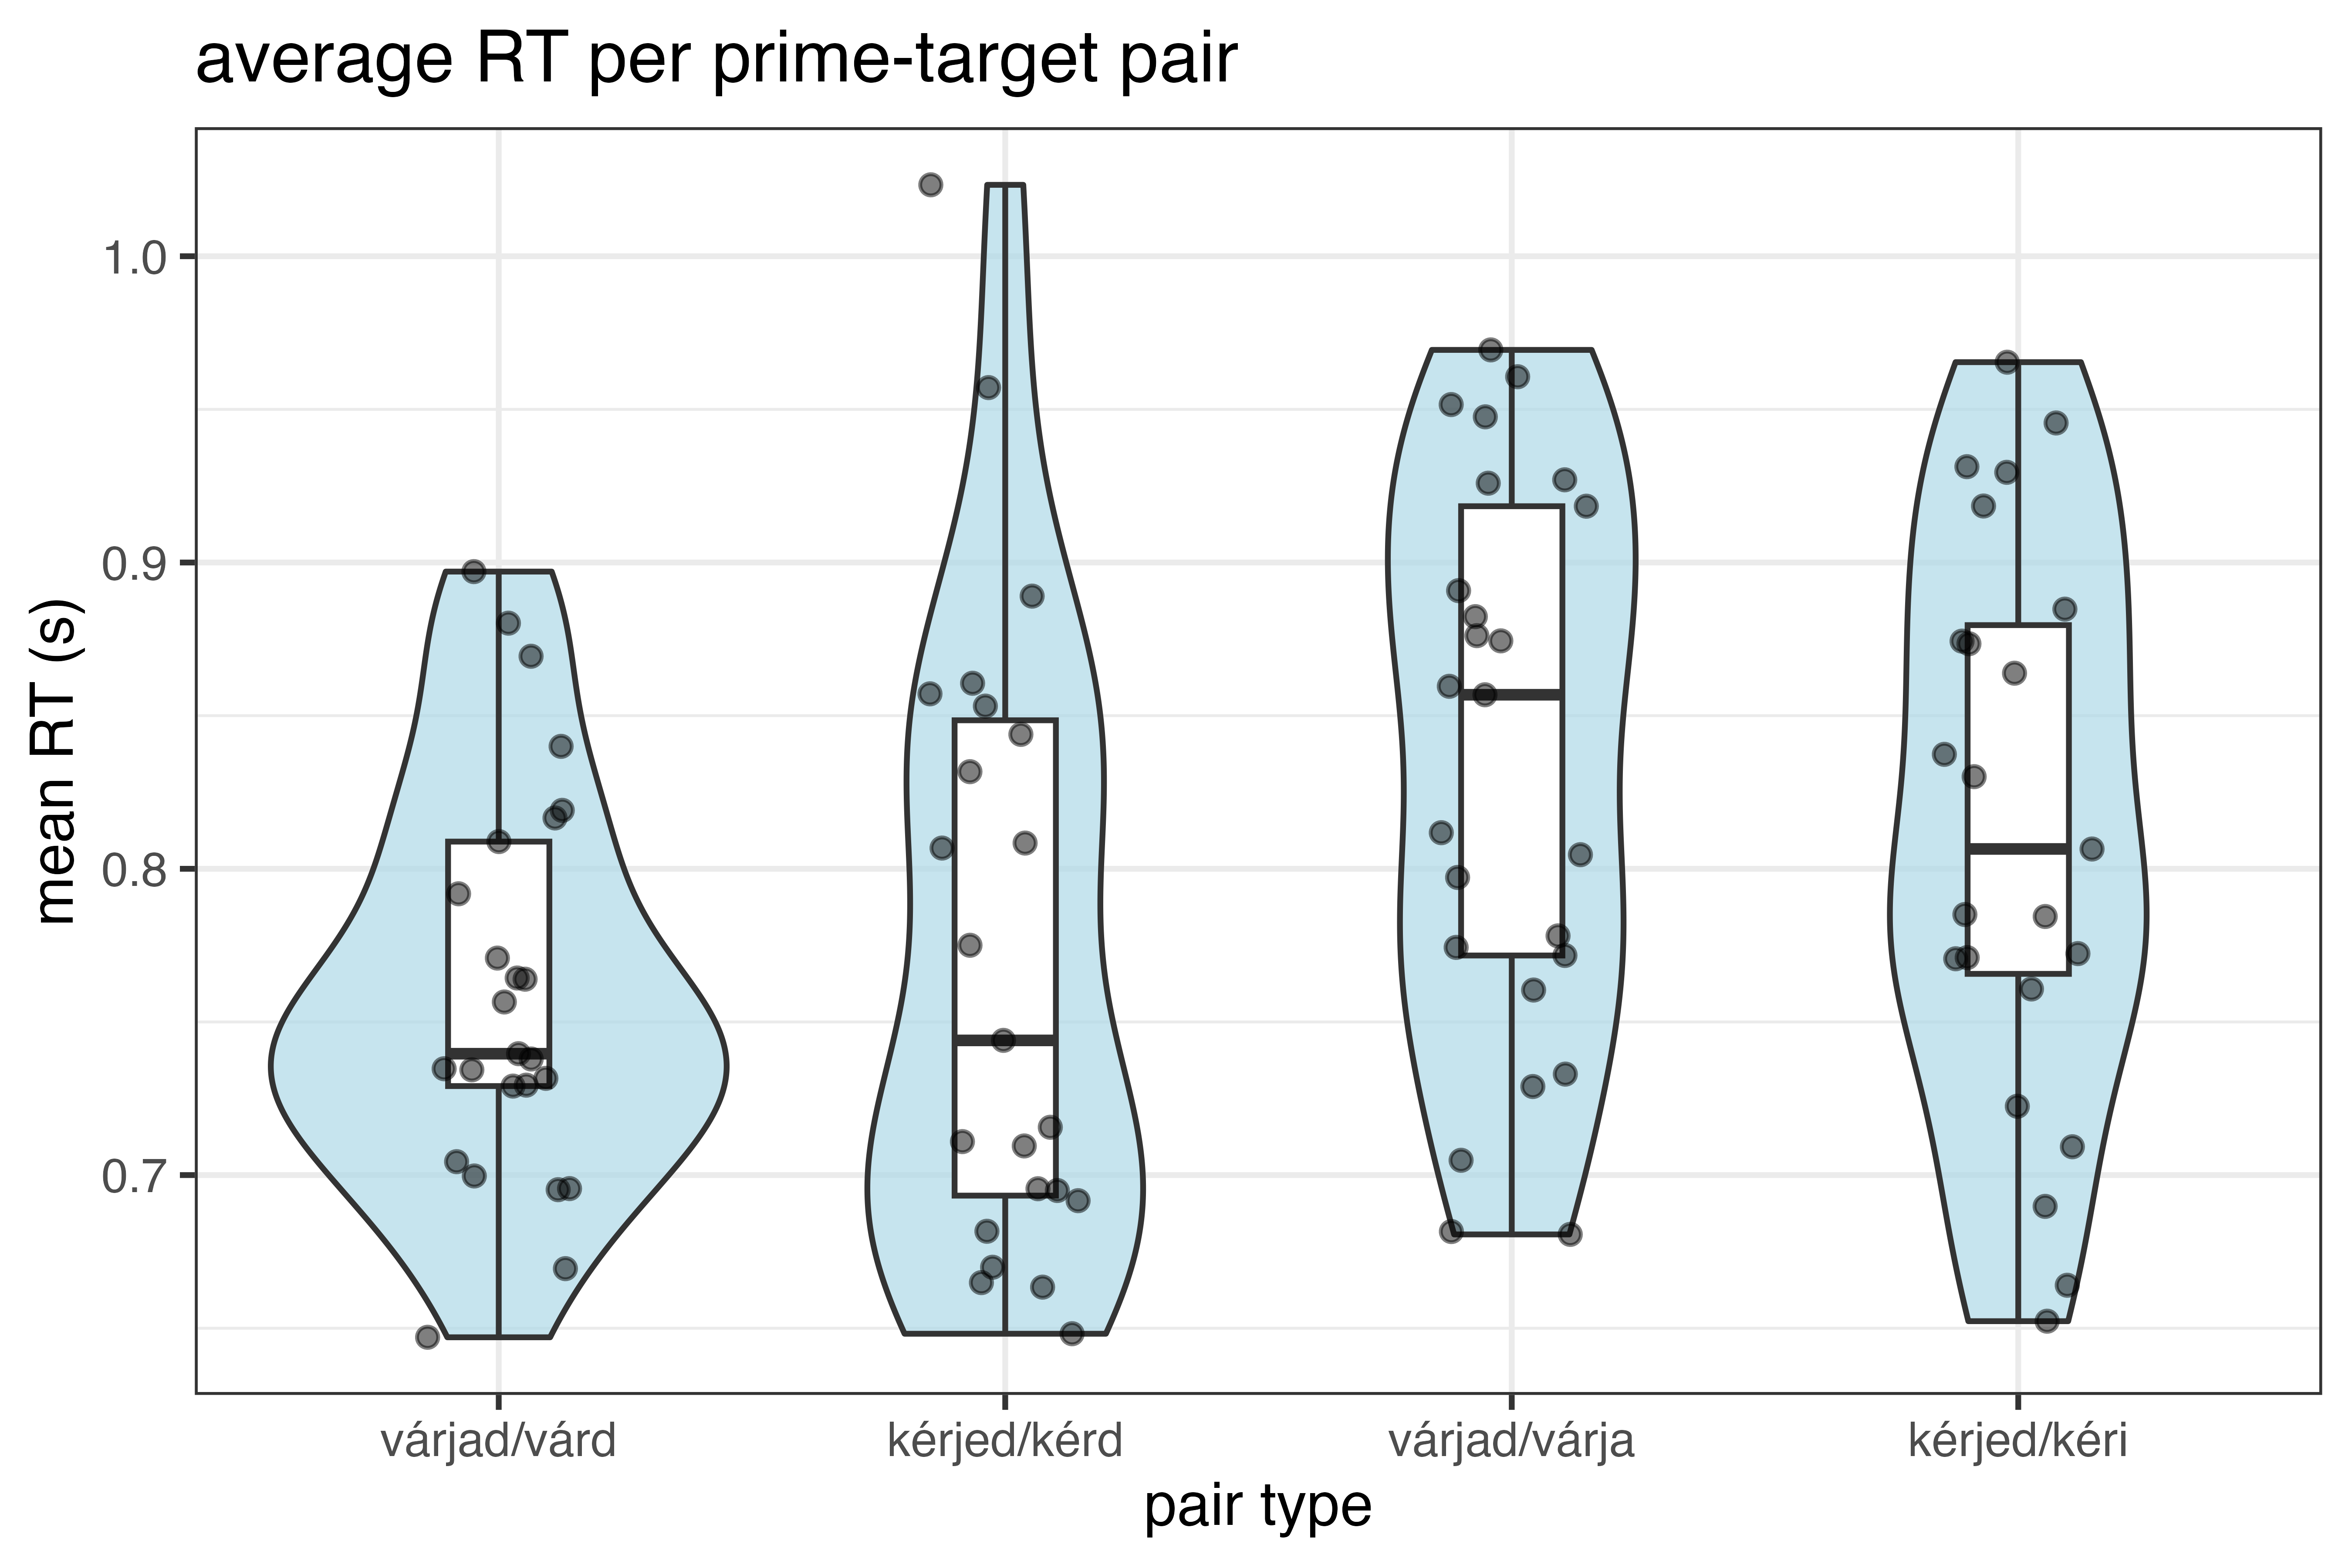 average RT per prime-target pair
mean RT (s)
1.0
0.9
0.8
0.7
várjad/várd
kérjed/kérd
várjad/várja
kérjed/kéri
pair type